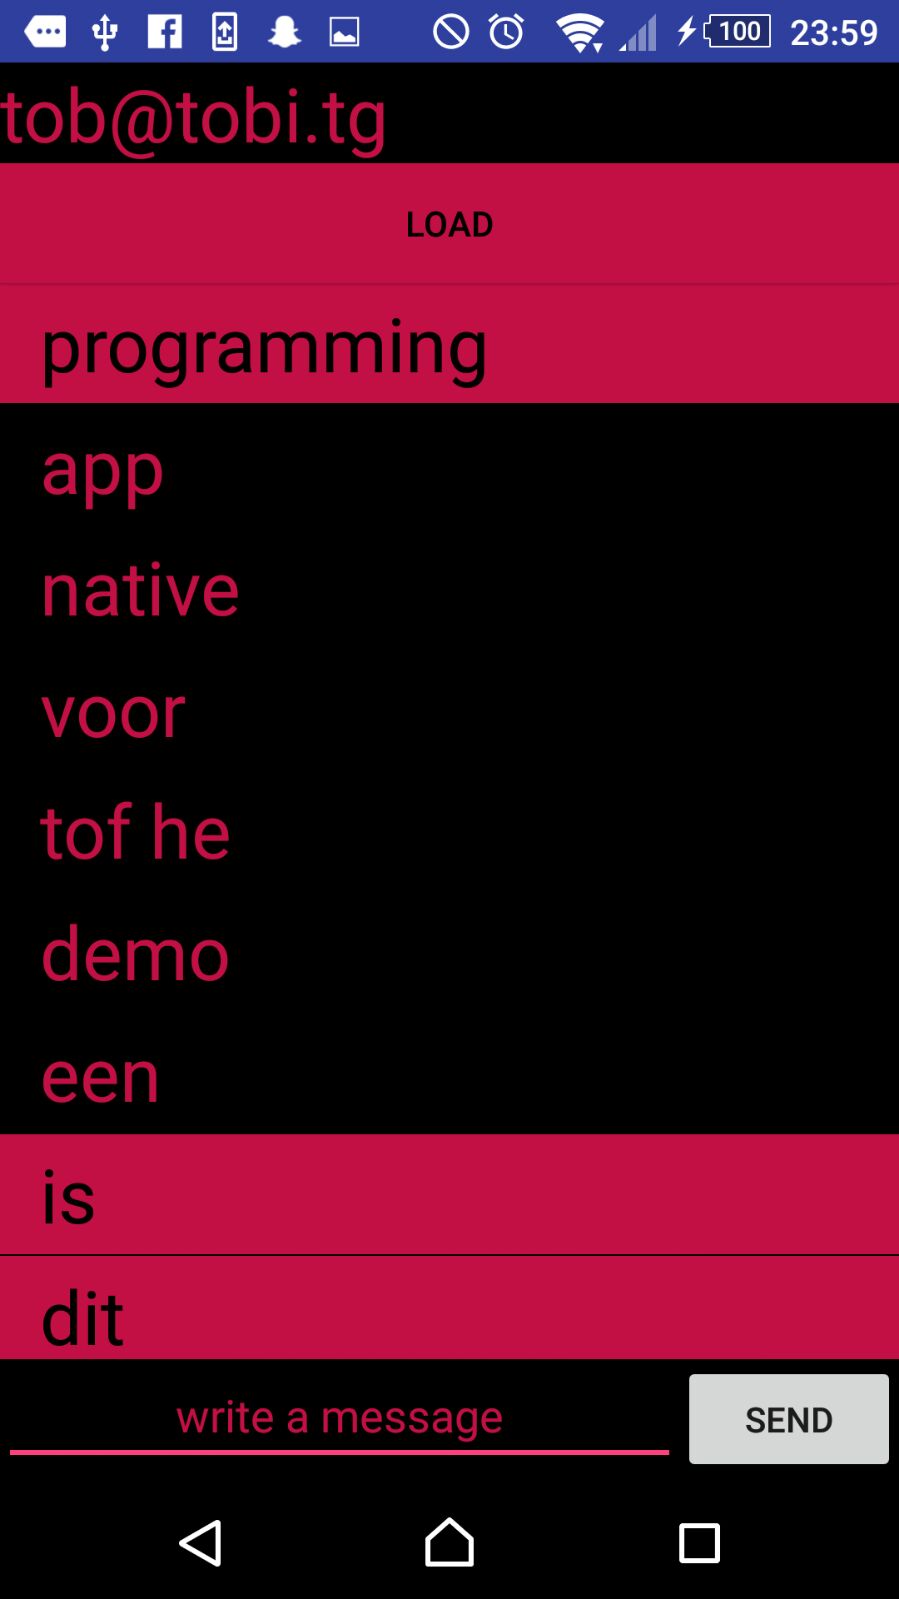 100 23:59
tob@tobi.tg
LOAD
programming
app
native
voor
tof he
demo
een
is
dit
write a message
SEND